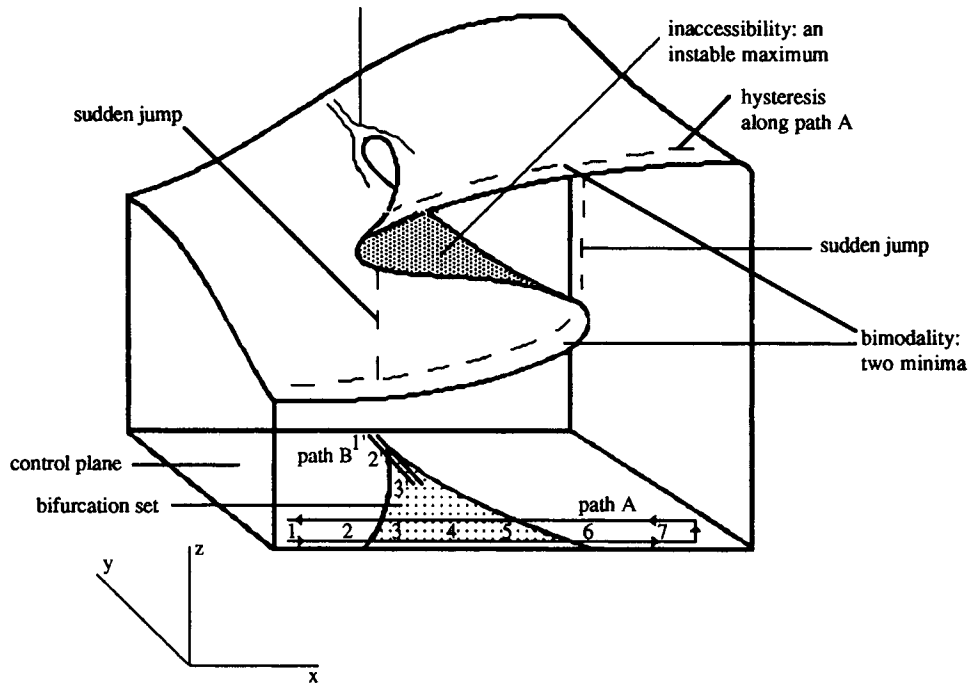 inaccessibility: an
instable maximum
hysteresis
along path A
sudden jump
sudden jump
bimodality:
two minima
control plane
path B
1'
2'
3'
bifurcation set
path A
1 2 3 4 5 6 7
y
z
x